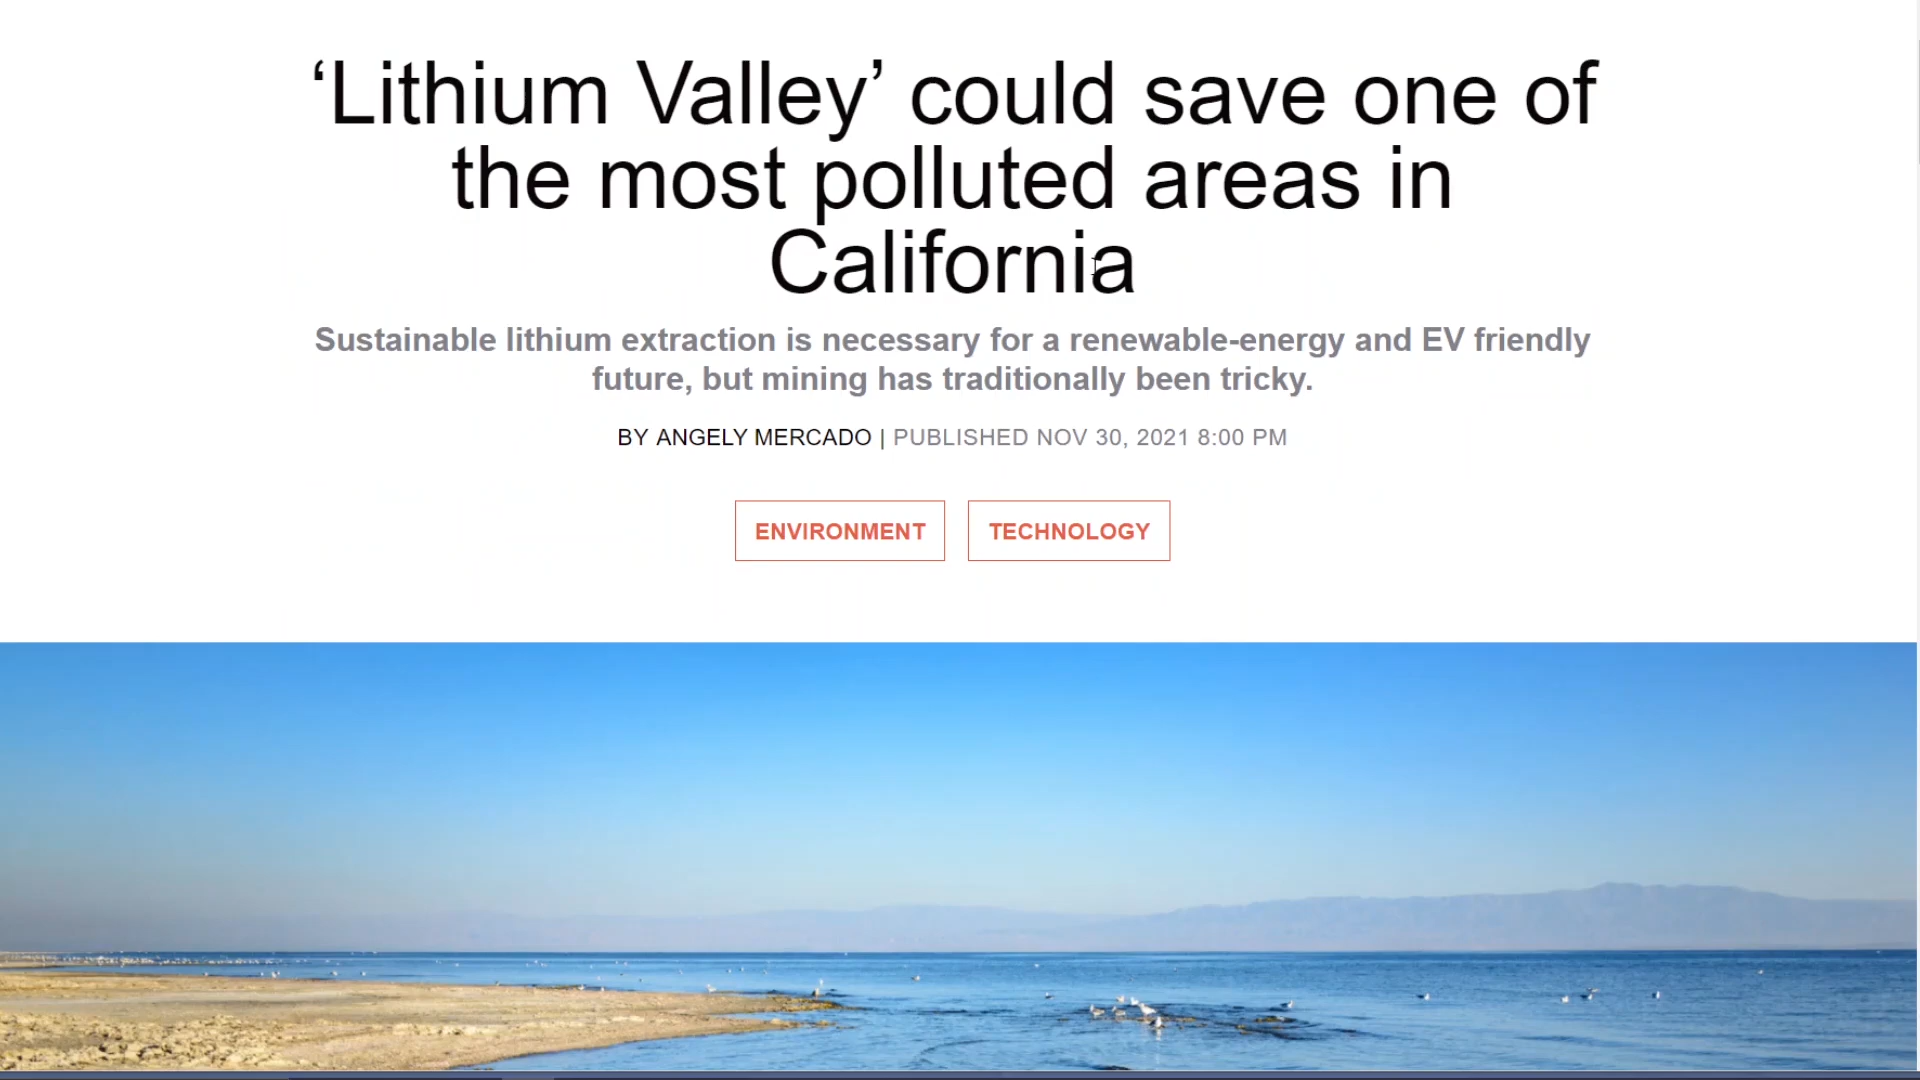 ‘Lithium Valley’ could save one of
the most polluted areas in
California
Sustainable lithium extraction is necessary for a renewable-energy and EV friendly
future, but mining has traditionally been tricky.
BY ANGELY MERCADO | PUBLISHED NOV 30, 2021 8:00 PM
ENVIRONMENT TECHNOLOGY